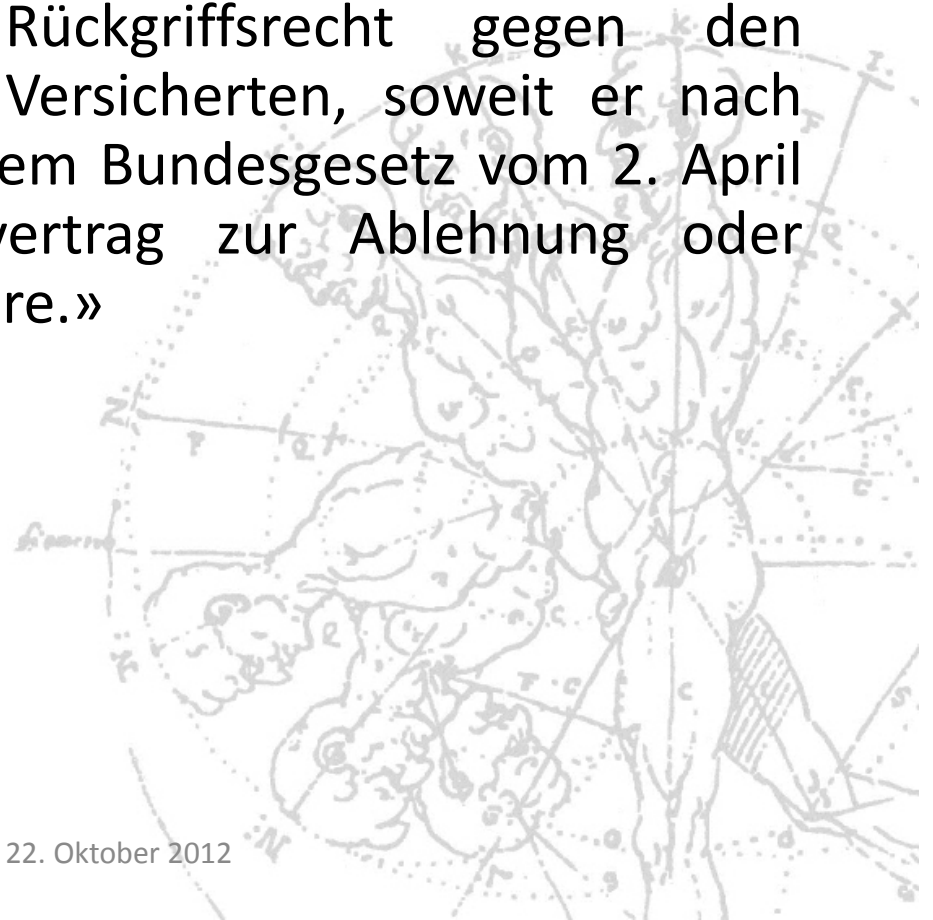 Rückgriffsrecht gegen den
Versicherten, soweit er nach
em Bundesgesetz vom 2. April
vertrag zur Ablehnung oder
re.»
22. Oktober 2012